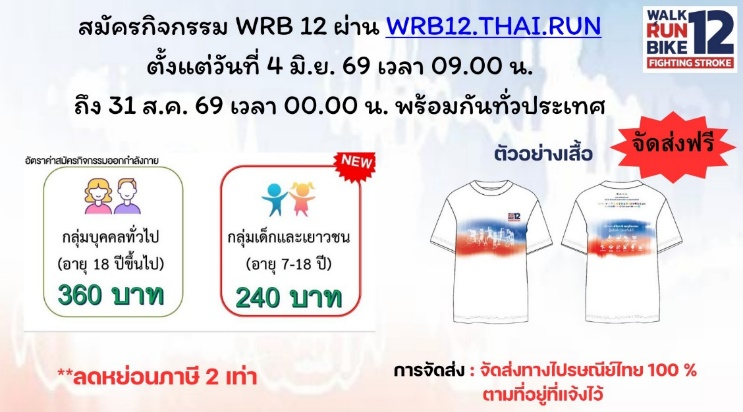 สมัครกิจกรรม WRB 12 ผ่าน WRB12.THAI.RUN
ตั้งแต่วันที่ 4 มิ.ย. 69 เวลา 09.00 น.
ถึง 31 ส.ค. 69 เวลา 00.00 น. พร้อมกันทั่วประเทศ
WALK
RUN
BIKE
12
FIGHTING STROKE
อัตราค่าสมัครกิจกรรมออกกำลังกาย
กลุ่มบุคคลทั่วไป
(อายุ 18 ปีขึ้นไป)
360 บาท
NEW
กลุ่มเด็กและเยาวชน
(อายุ 7-18 ปี)
240 บาท
ตัวอย่างเสื้อ
จัดส่งฟรี
12
**ลดหย่อนภาษี 2 เท่า
การจัดส่ง : จัดส่งทางไปรษณีย์ไทย 100 %
ตามที่อยู่ที่แจ้งไว้